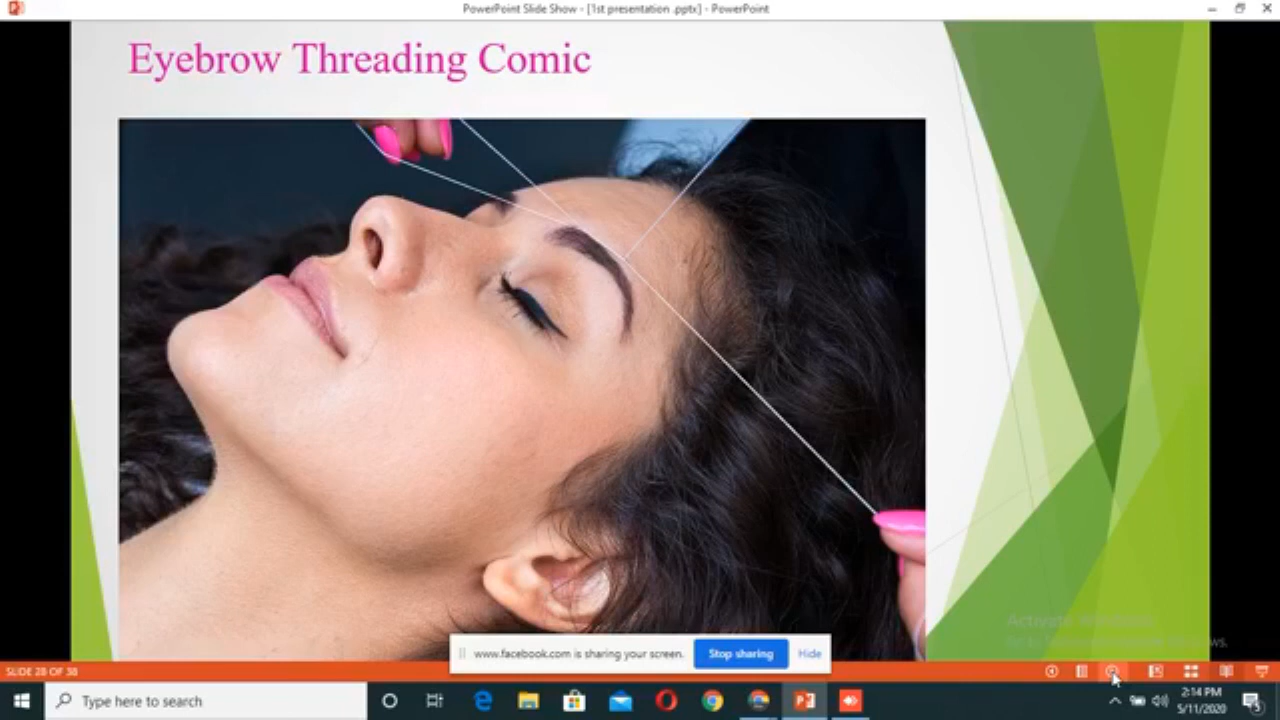 PowerPoint Slide Show - [1st presentation .pptx] - PowerPoint
Eyebrow Threading Comic
www.facebook.com is sharing your screen.
Stop sharing
Hide
SLIDE 28 OF 38
Type here to search
2:14 PM
5/11/2020